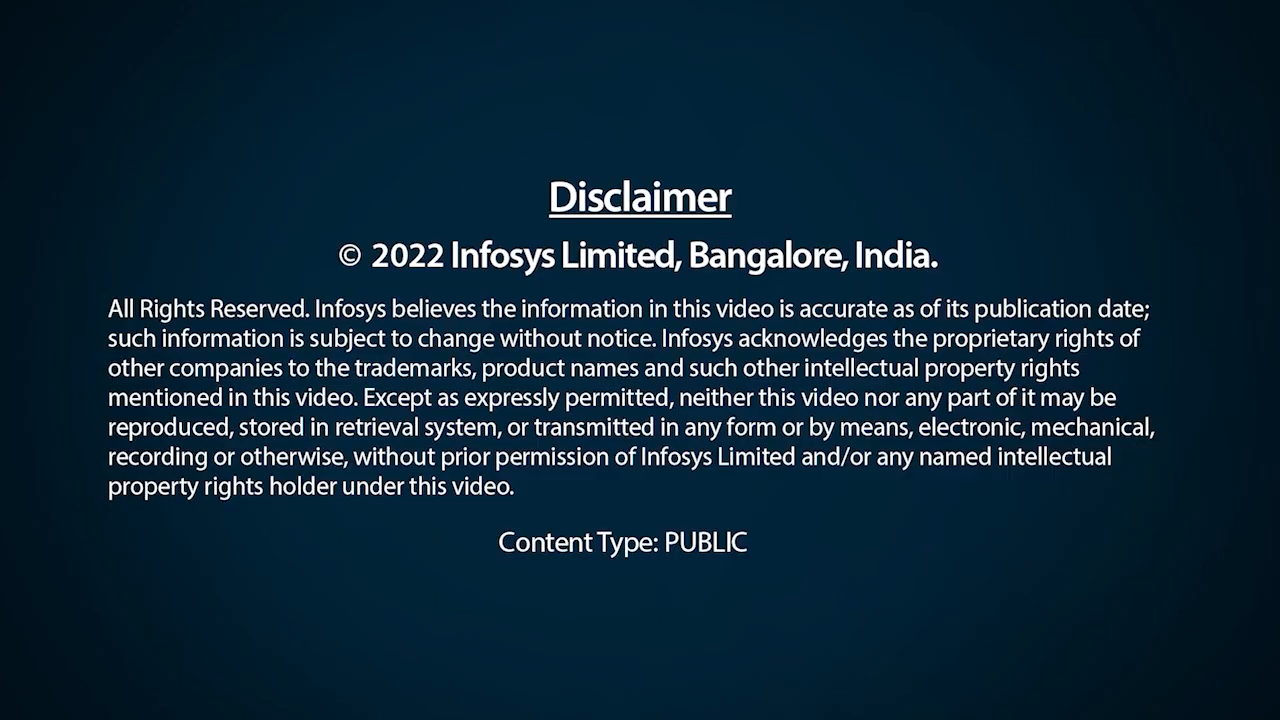 Disclaimer
© 2022 Infosys Limited, Bangalore, India.
All Rights Reserved. Infosys believes the information in this video is accurate as of its publication date;
such information is subject to change without notice. Infosys acknowledges the proprietary rights of
other companies to the trademarks, product names and such other intellectual property rights
mentioned in this video. Except as expressly permitted, neither this video nor any part of it may be
reproduced, stored in retrieval system, or transmitted in any form or by means, electronic, mechanical,
recording or otherwise, without prior permission of Infosys Limited and/or any named intellectual
property rights holder under this video.
Content Type: PUBLIC